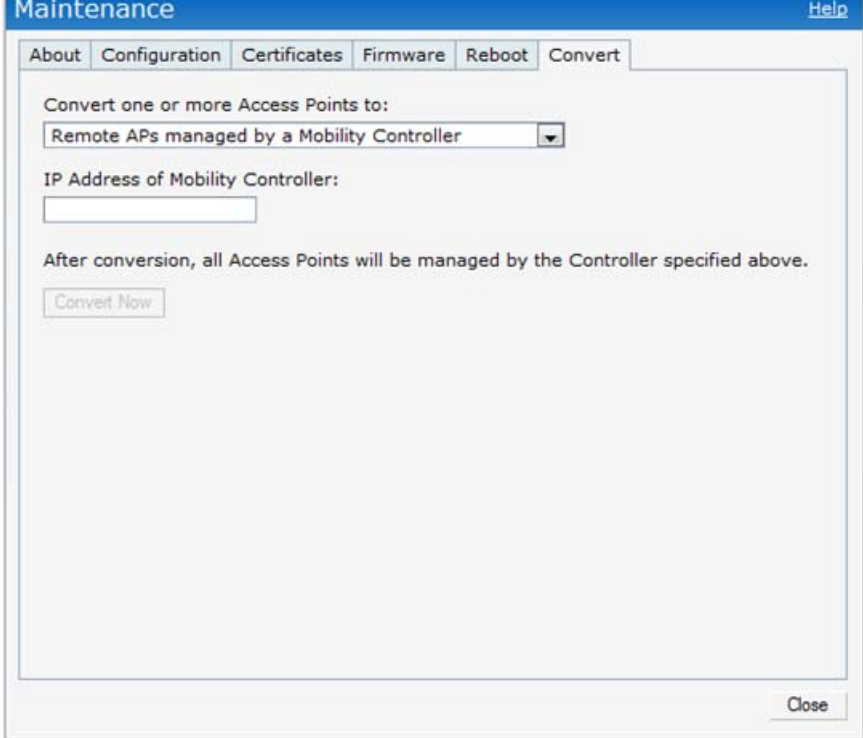 Maintenance
Help
About Configuration Certificates Firmware Reboot Convert
Convert one or more Access Points to:
Remote APs managed by a Mobility Controller
IP Address of Mobility Controller:
After conversion, all Access Points will be managed by the Controller specified above.
Convert Now
Close